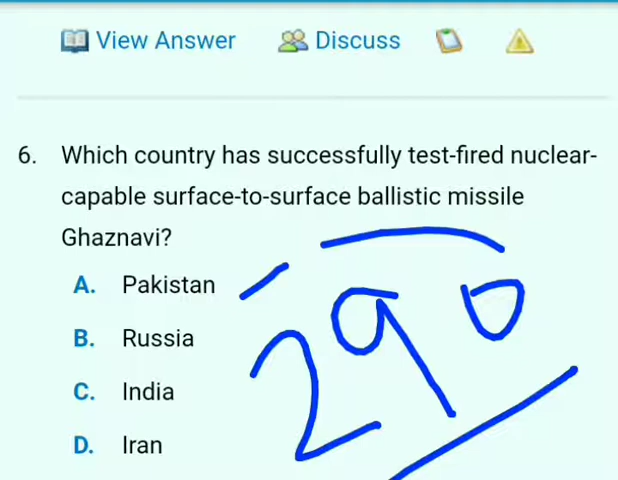 View Answer Discuss
6. Which country has successfully test-fired nuclear-
capable surface-to-surface ballistic missile
Ghaznavi?
A. Pakistan
B. Russia
C. India
D. Iran
290